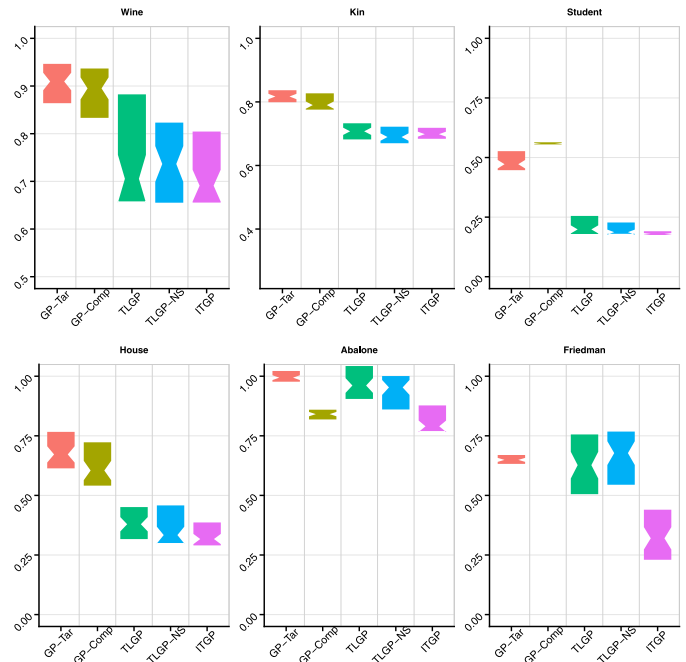 Wine
1.0
0.9
0.8
0.7
0.6
0.5
GP−Tar
GP−Comp
TLGP
TLGP−NS
ITGP
Kin
1.0
0.8
0.6
0.4
GP−Tar
GP−Comp
TLGP
TLGP−NS
ITGP
Student
1.00
0.75
0.50
0.25
0.00
GP−Tar
GP−Comp
TLGP
TLGP−NS
ITGP
House
1.00
0.75
0.50
0.25
0.00
GP−Tar
GP−Comp
TLGP
TLGP−NS
ITGP
Abalone
1.00
0.75
0.50
0.25
0.00
GP−Tar
GP−Comp
TLGP
TLGP−NS
ITGP
Friedman
1.00
0.75
0.50
0.25
0.00
GP−Tar
GP−Comp
TLGP
TLGP−NS
ITGP